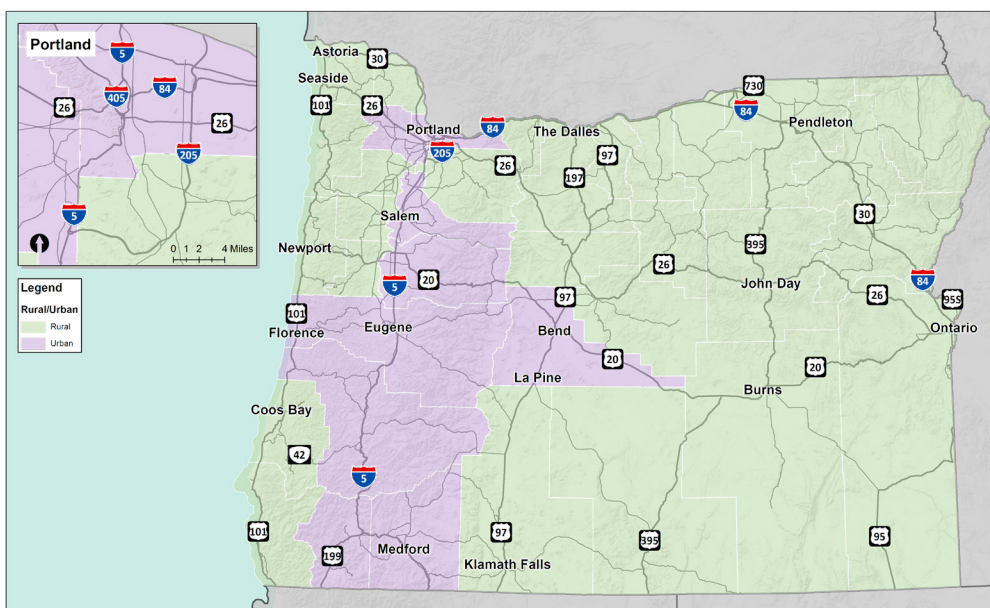 Portland
5
84
405
26
26
205
5
0 1 2 4 Miles
Legend
Rural/Urban
Rural
Urban
Astoria
30
Seaside
101
26
730
84
Portland
84
The Dalles
Pendleton
205
97
26
197
Salem
30
Newport
395
26
20
5
John Day
84
26
97
955
101
Florence
Eugene
Bend
Ontario
20
20
La Pine
Burns
Coos Bay
42
5
101
97
395
95
199
Medford
Klamath Falls